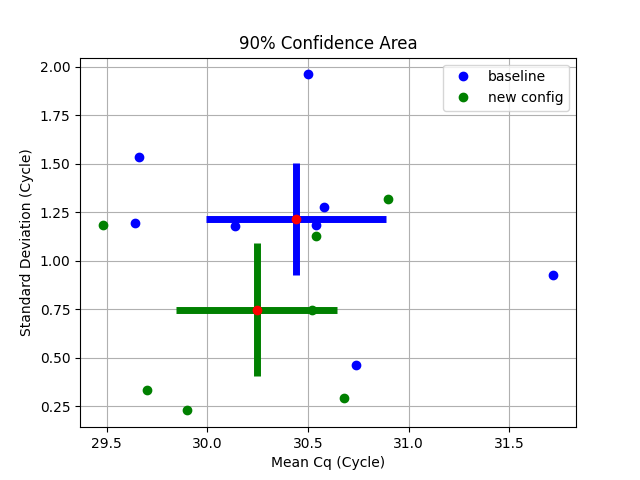 90% Confidence Area
baseline
new config
Standard Deviation (Cycle)
2.00
1.75
1.50
1.25
1.00
0.75
0.50
0.25
29.5 30.0 30.5 31.0 31.5
Mean Cq (Cycle)